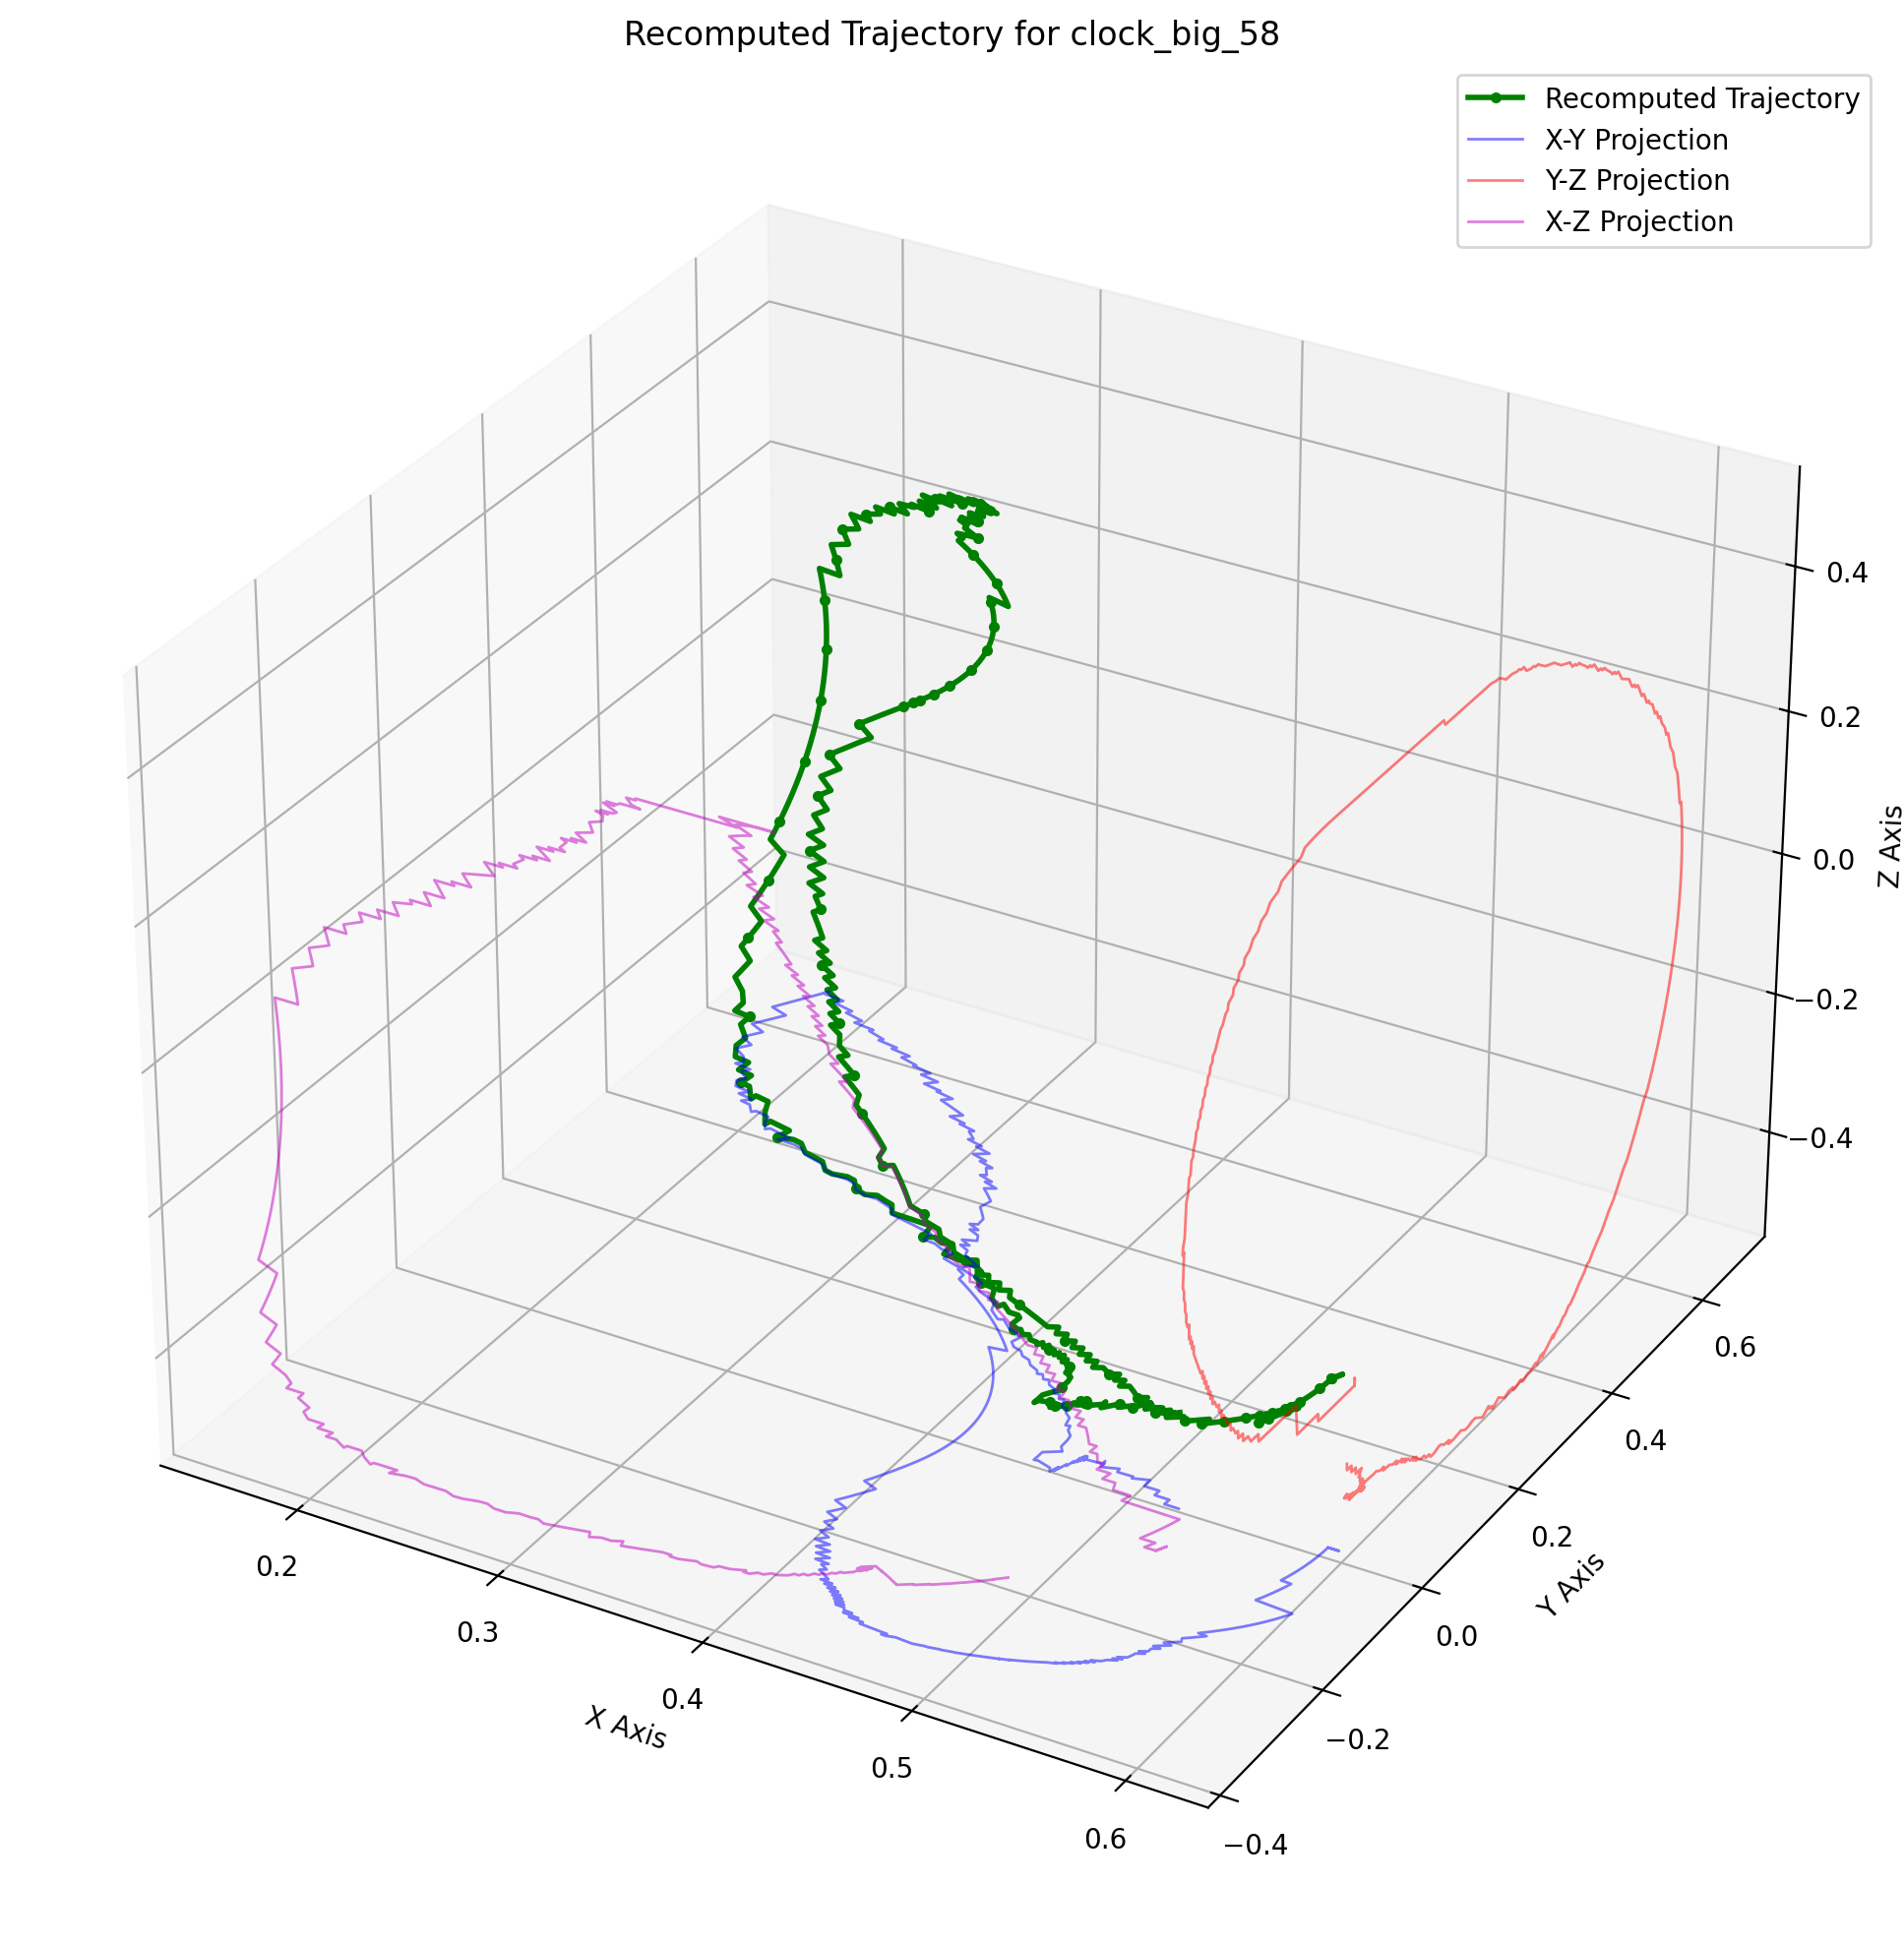 Recomputed Trajectory for clock_big_58
Recomputed Trajectory
X-Y Projection
Y-Z Projection
X-Z Projection
0.4
0.2
0.0
−0.2
−0.4
Z Axis
0.6
0.4
0.2
0.0
−0.2
−0.4
Y Axis
0.2
0.3
0.4
0.5
0.6
X Axis